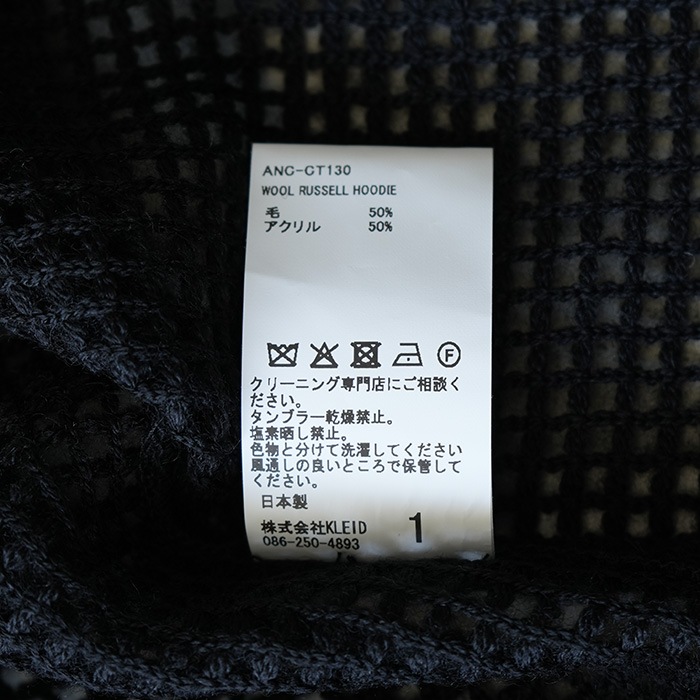 ANC-CT130
WOOL RUSSELL HOODIE
毛 50%
アクリル 50%
F
クリーニング専門店にご相談く
ださい。
タンブラー乾燥禁止。
塩素晒し禁止。
色物と分けて洗濯してください
風通しの良いところで保管して
ください。
日本製
株式会社KLEID 1
086-250-4893